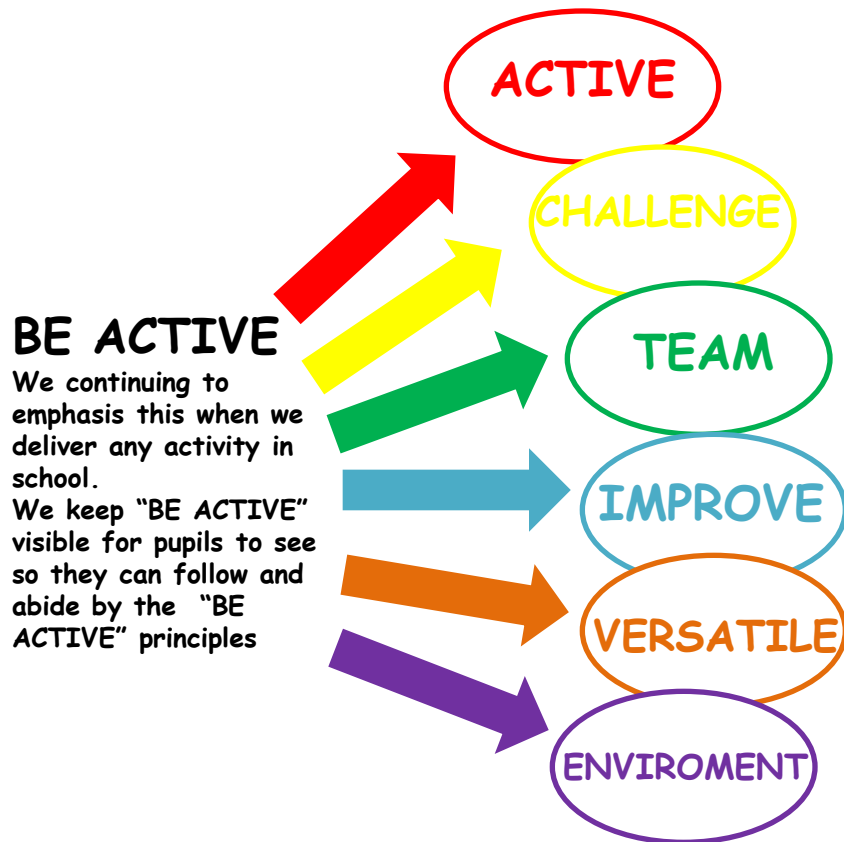 ACTIVE
CHALLENGE
TEAM
IMPROVE
VERSATILE
ENVIROMENT
BE ACTIVE
We continuing to
emphasis this when we
deliver any activity in
school.
We keep “BE ACTIVE”
visible for pupils to see
so they can follow and
abide by the “BE
ACTIVE” principles